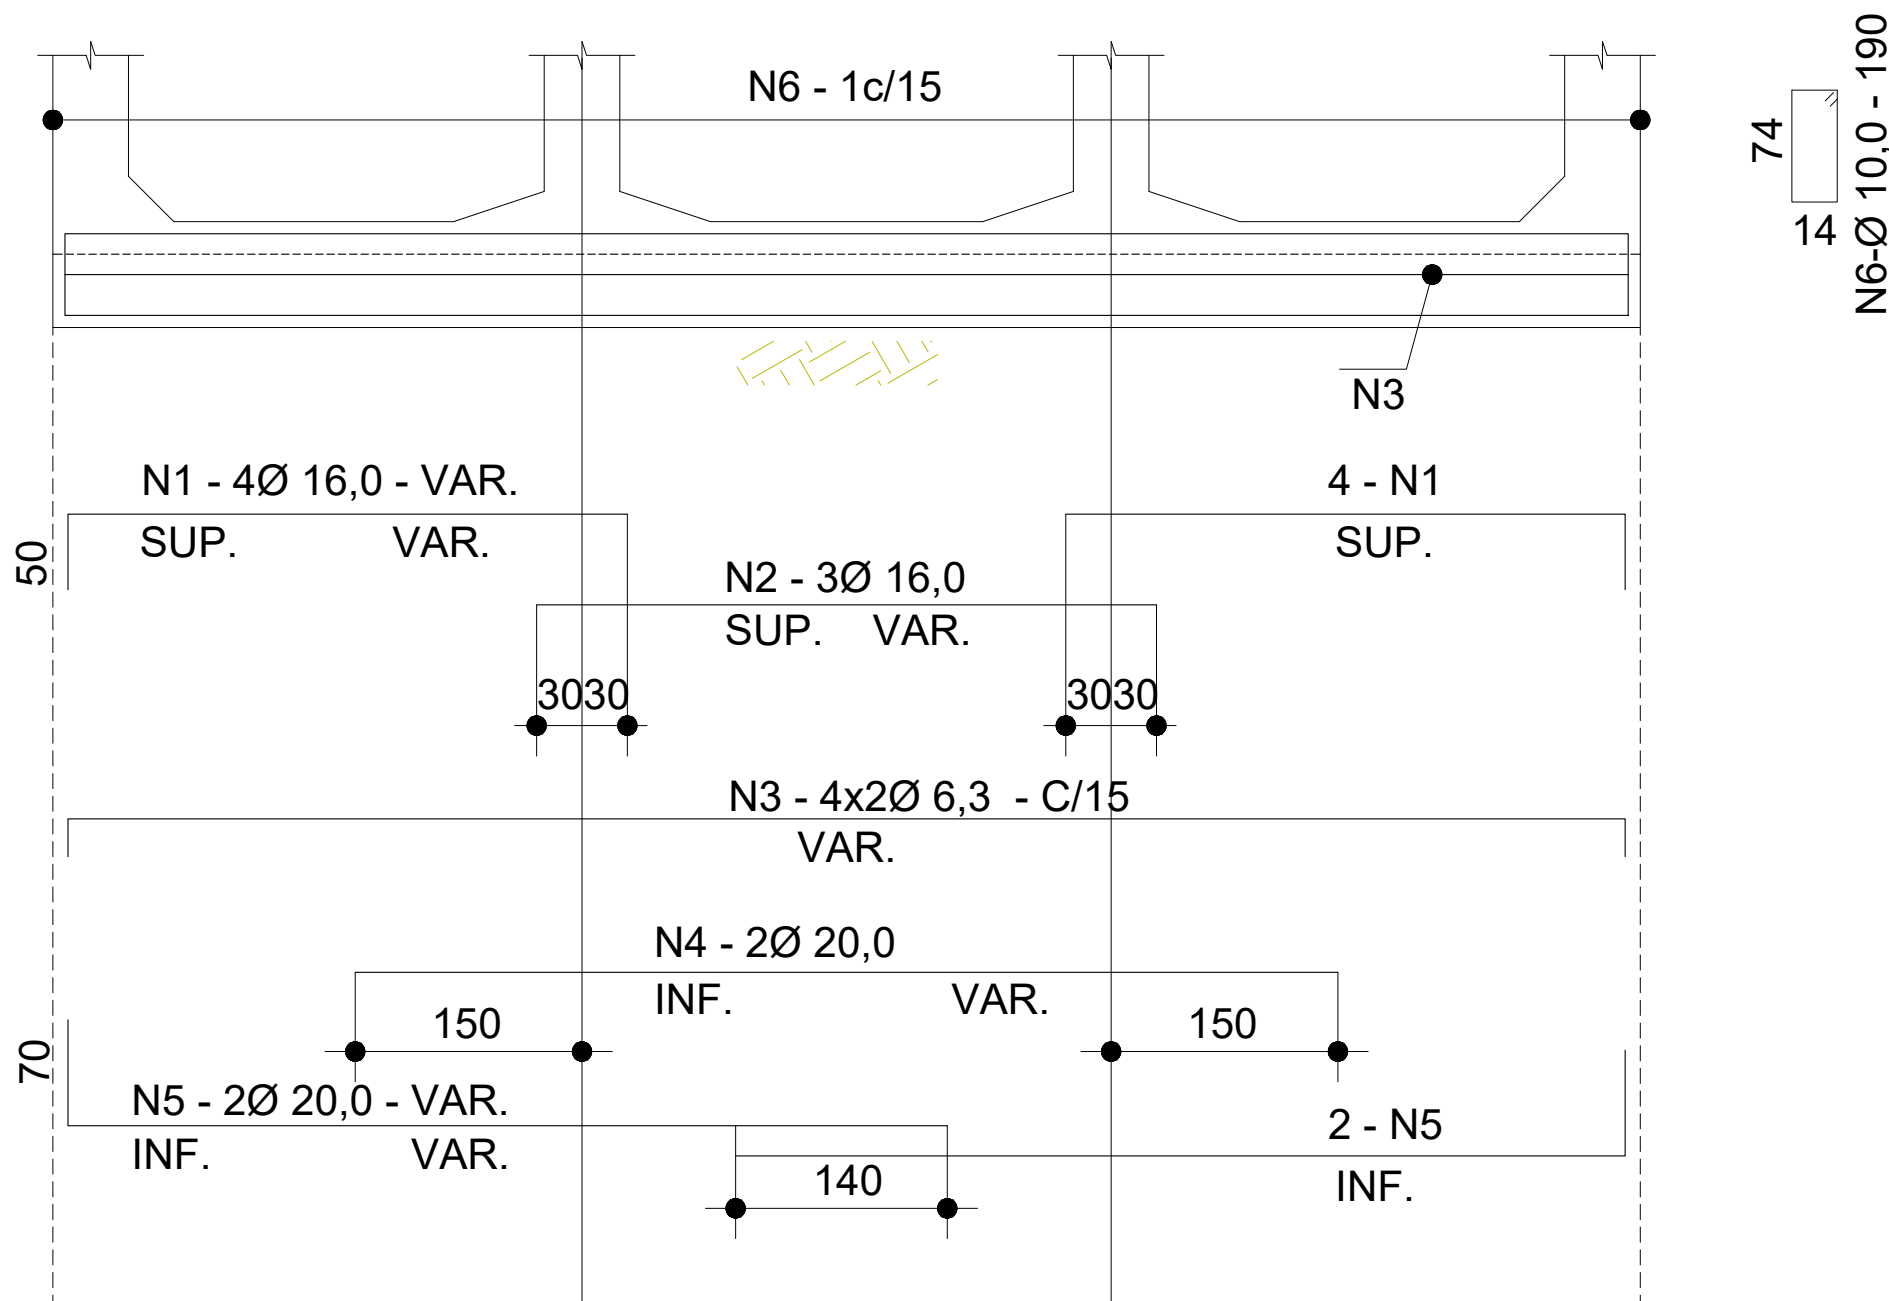 N6 - 1c/15
74
14
N6-Ø 10,0 - 190
N3
N1 - 4Ø 16,0 - VAR.
SUP. VAR.
4 - N1
SUP.
50
N2 - 3Ø 16,0
SUP. VAR.
3030
3030
N3 - 4x2Ø 6,3 - C/15
VAR.
N4 - 2Ø 20,0
INF. VAR.
150
150
70
N5 - 2Ø 20,0 - VAR.
INF. VAR.
2 - N5
INF.
140